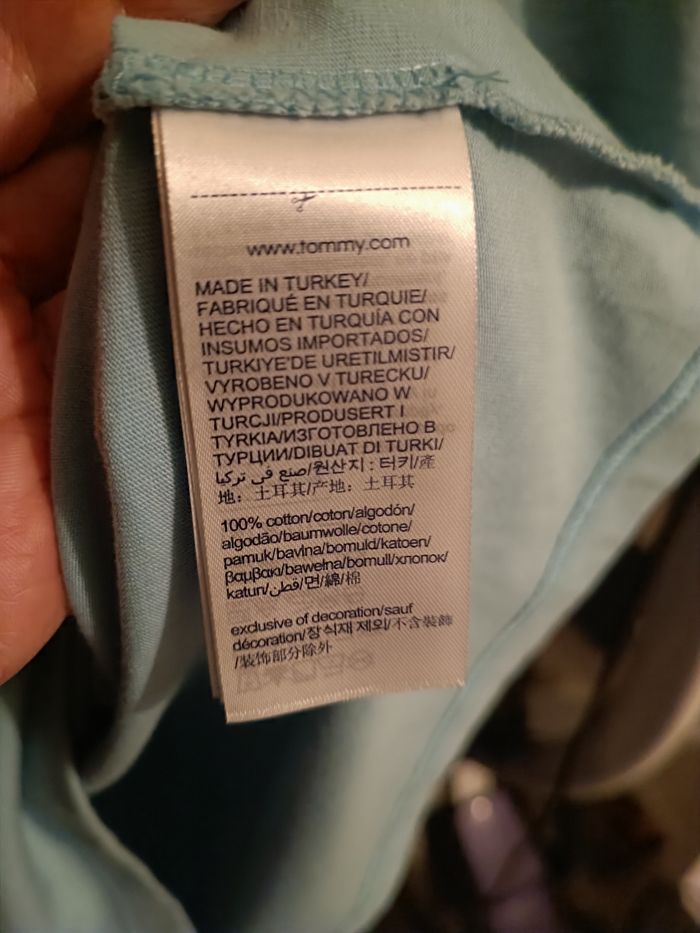 www.tommy.com
MADE IN TURKEY/
FABRIQUÉ EN TURQUIE/
HECHO EN TURQUÍA CON
INSUMOS IMPORTADOS/
TURKIYE'DE URETILMISTIR/
VYROBENO V TURECKU/
WYPRODUKOWANO W
TURCJI/PRODUSERT I
TYRKIA/ИЗГОТОВЛЕНО В
ТУРЦИИ/DIBUAT DI TURKI/
صنع في تركيا/원산지 : 터키/產
地：土耳其/产地：土耳其
100% cotton/coton/algodón/
algodão/baumwolle/cotone/
pamuk/bavlna/bomuld/katoen/
βαμβακι/bawełna/bomull/хлопок/
katun/قطن/면/綿/棉
exclusive of decoration/sauf
décoration/장식재 제외/不含裝飾
/装饰部分除外